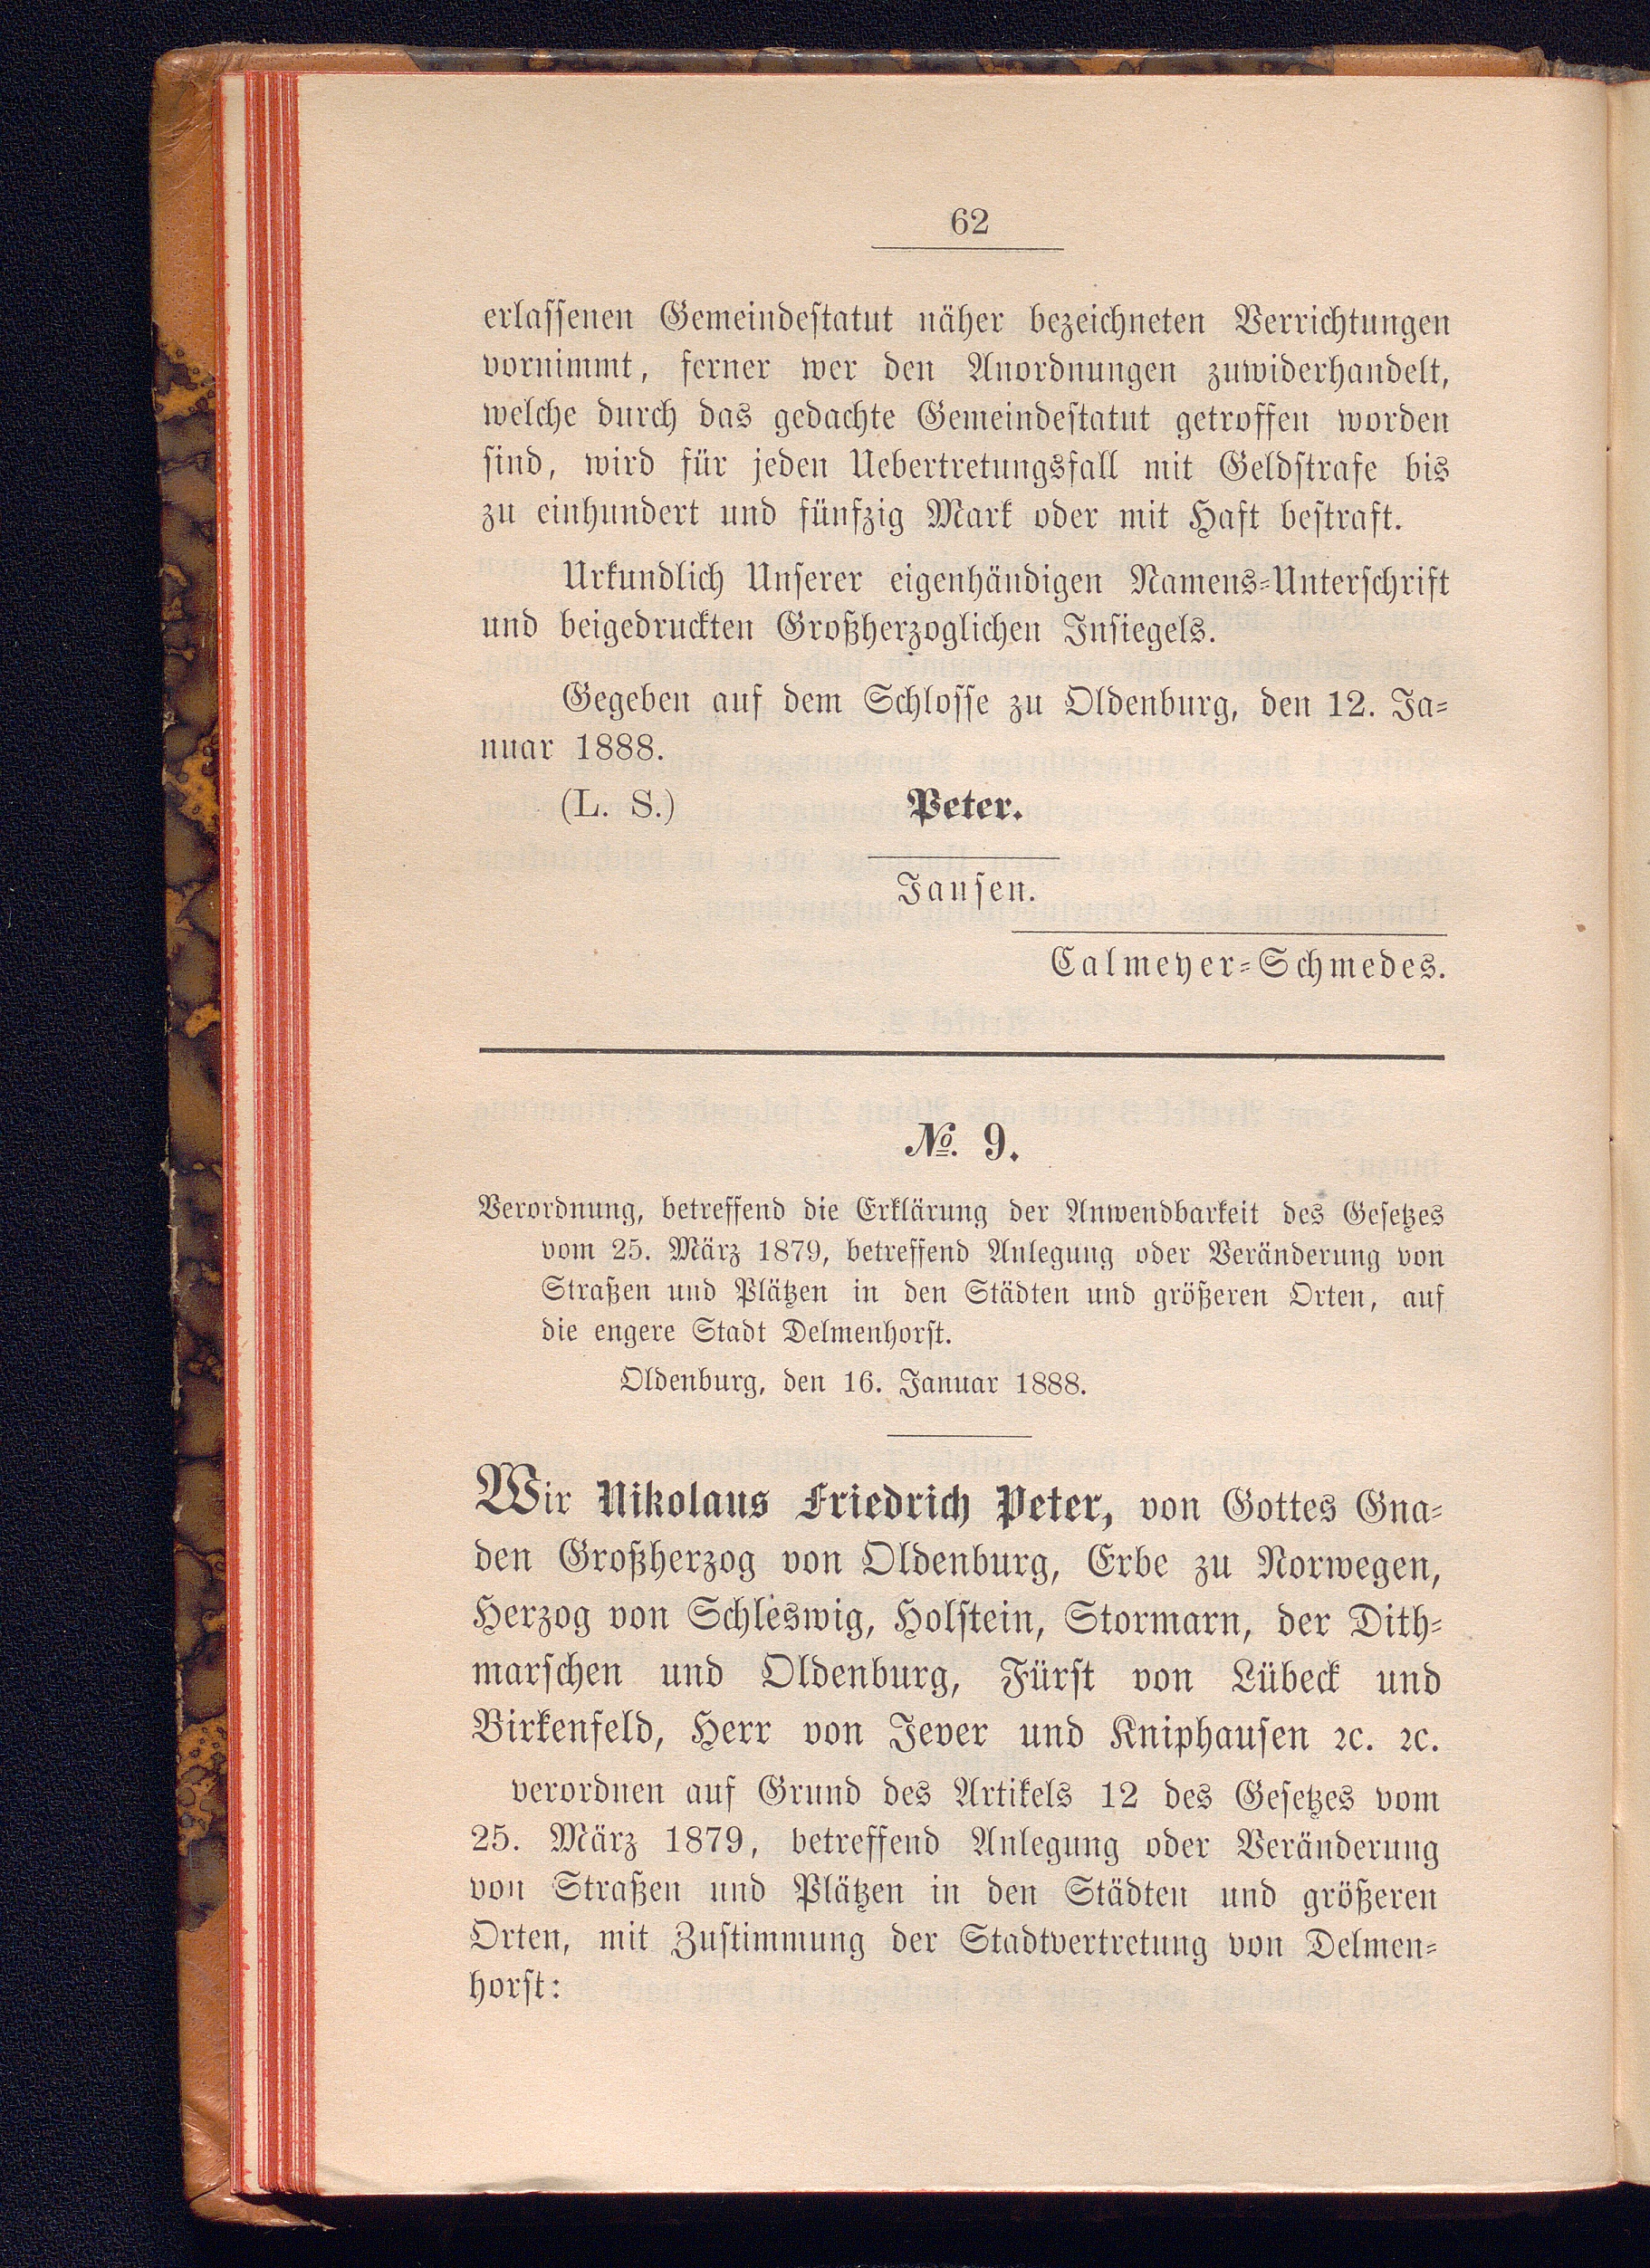 62
erlassenen Gemeindestatut näher bezeichneten Verrichtungen
vornimmt, ferner wer den Anordnungen zuwiderhandelt,
welche durch das gedachte Gemeindestatut getroffen worden
sind, wird für jeden Uebertretungsfall mit Geldstrafe bis
zu einhundert und fünfzig Mark oder mit Haft bestraft.
Urkundlich Unserer eigenhändigen Namens-Unterschrift
und beigedruckten Großherzoglichen Insiegels.
Gegeben auf dem Schlosse zu Oldenburg, den 12. Ja-
nuar 1888.
(L. S.) Peter.
Jansen.
Calmeyer-Schmedes.
№. 9.
Verordnung, betreffend die Erklärung der Anwendbarkeit des Gesetzes
vom 25. März 1879, betreffend Anlegung oder Veränderung von
Straßen und Plätzen in den Städten und größeren Orten, auf
die engere Stadt Delmenhorst.
Oldenburg, den 16. Januar 1888.
Wir Nikolaus Friedrich Peter, von Gottes Gna-
den Großherzog von Oldenburg, Erbe zu Norwegen,
Herzog von Schleswig, Holstein, Stormarn, der Dith-
marschen und Oldenburg, Fürst von Lübeck und
Birkenfeld, Herr von Jever und Kniphausen ꝛc. ꝛc.
verordnen auf Grund des Artikels 12 des Gesetzes vom
25. März 1879, betreffend Anlegung oder Veränderung
von Straßen und Plätzen in den Städten und größeren
Orten, mit Zustimmung der Stadtvertretung von Delmen-
horst: